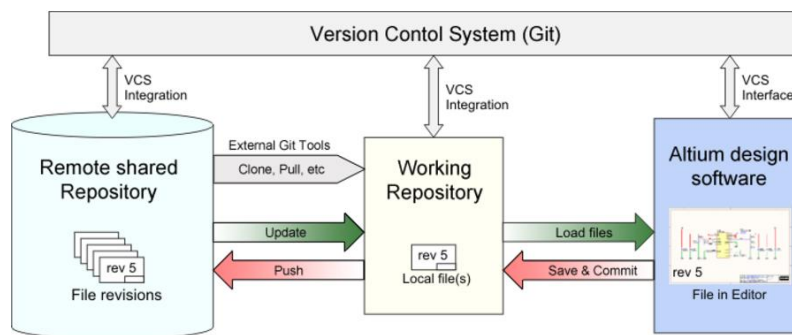 Version Contol System (Git)
VCS
Integration
VCS
Integration
VCS
Interface
Remote shared
Repository
External Git Tools
Clone, Pull, etc
Working
Repository
Altium design
software
Update
Load files
rev 5
rev 5
rev 5
Push
Save & Commit
File revisions
Local file(s)
File in Editor